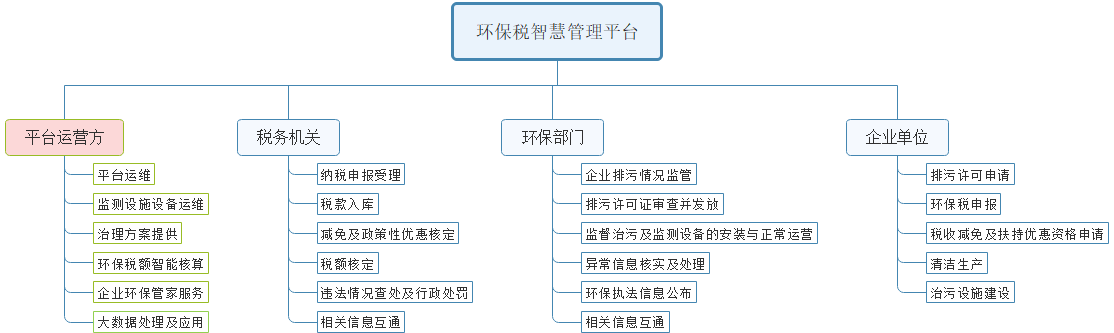 环保税智慧管理平台
平台运营方
平台运维
监测设施设备运维
治理方案提供
环保税额智能核算
企业环保管家服务
大数据处理及应用
税务机关
纳税申报受理
税款入库
减免及政策性优惠核定
税额核定
违法情况查处及行政处罚
相关信息互通
环保部门
企业排污情况监管
排污许可证审查并发放
监督治污及监测设备的安装与正常运营
异常信息核实及处理
环保执法信息公布
相关信息互通
企业单位
排污许可申请
环保税申报
税收减免及扶持优惠资格申请
清洁生产
治污设施建设